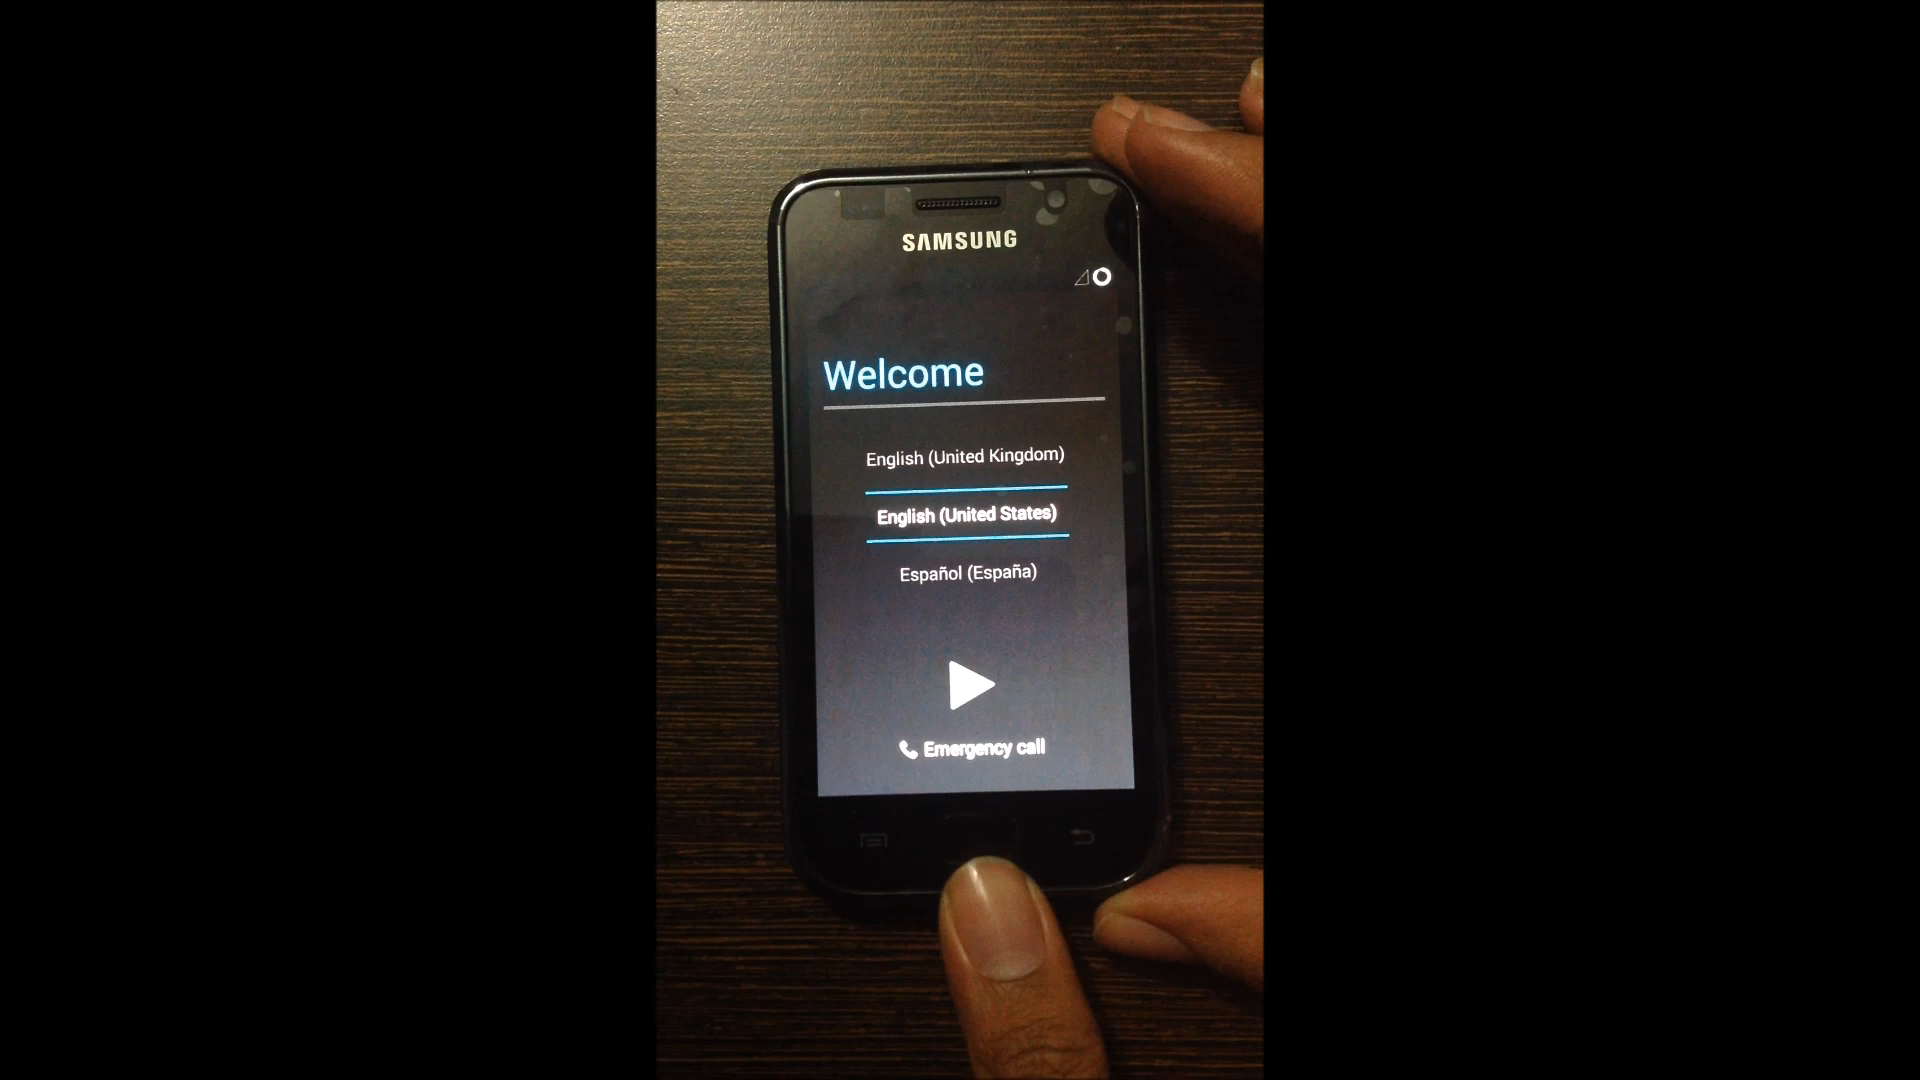 SAMSUNG
Welcome
English (United Kingdom)
English (United States)
Español (España)
Emergency call